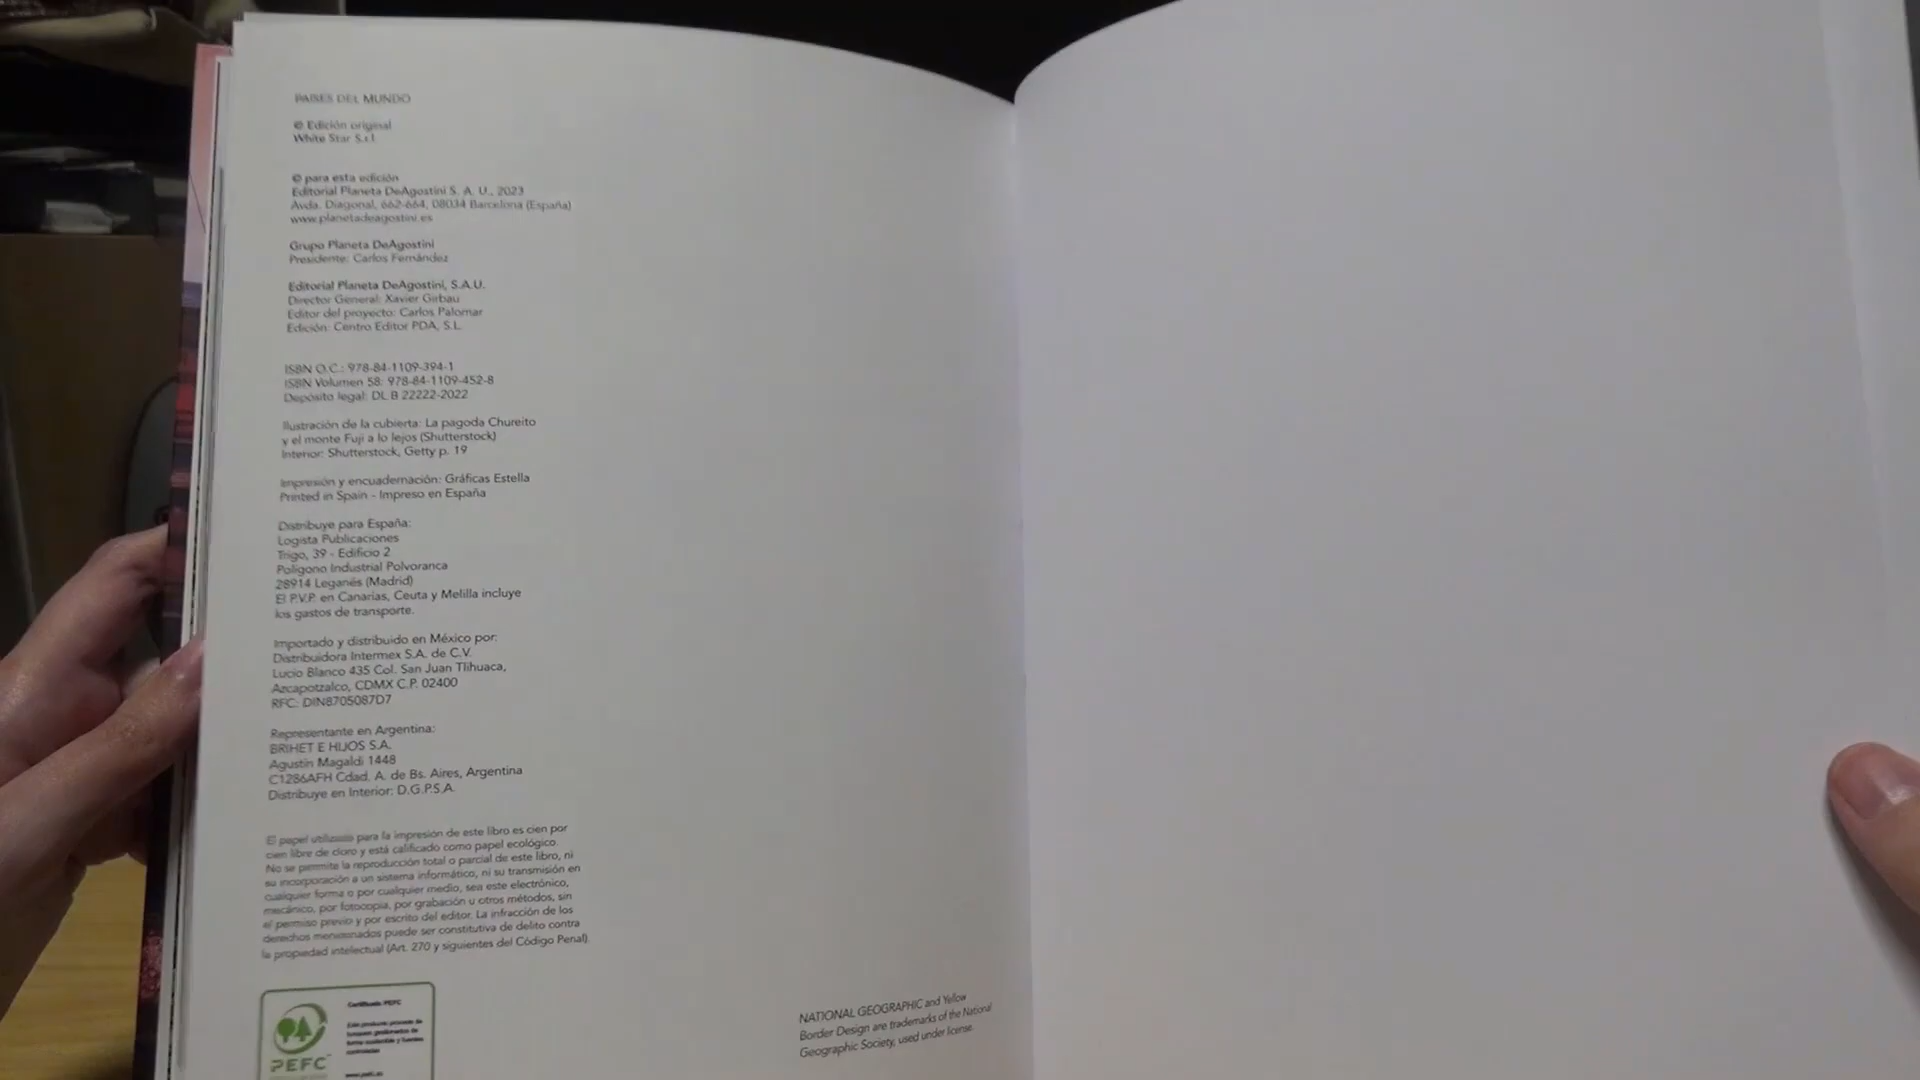 PAÍSES DEL MUNDO
© Edición original
White Star S.r.l.
© para esta edición
Editorial Planeta DeAgostini S. A. U., 2023
Avda. Diagonal, 662-664, 08034 Barcelona (España)
www.planetadeagostini.es
Grupo Planeta DeAgostini
Presidente: Carlos Fernández
Editorial Planeta DeAgostini, S.A.U.
Director General: Xavier Girbau
Editor del proyecto: Carlos Palomar
Edición: Centro Editor PDA, S.L.
ISBN O.C.: 978-84-1109-394-1
ISBN Volumen 58: 978-84-1109-452-8
Depósito legal: DL B 22222-2022
Ilustración de la cubierta: La pagoda Chureito
y el monte Fuji a lo lejos (Shutterstock)
Interior: Shutterstock, Getty p. 19
Impresión y encuadernación: Gráficas Estella
Printed in Spain - Impreso en España
Distribuye para España:
Logista Publicaciones
Trigo, 39 - Edificio 2
Polígono Industrial Polvoranca
28914 Leganés (Madrid)
El P.V.P. en Canarias, Ceuta y Melilla incluye
los gastos de transporte.
Importado y distribuido en México por:
Distribuidora Intermex S.A. de C.V.
Lucio Blanco 435 Col. San Juan Tlihuaca,
Azcapotzalco, CDMX C.P. 02400
RFC: DIN8705087D7
Representante en Argentina:
BRIHET E HIJOS S.A.
Agustín Magaldi 1448
C1286AFH Cdad. A. de Bs. Aires, Argentina
Distribuye en Interior: D.G.P.S.A.
El papel utilizado para la impresión de este libro es cien por
cien libre de cloro y está calificado como papel ecológico.
No se permite la reproducción total o parcial de este libro, ni
su incorporación a un sistema informático, ni su transmisión en
cualquier forma o por cualquier medio, sea este electrónico,
mecánico, por fotocopia, por grabación u otros métodos, sin
el permiso previo y por escrito del editor. La infracción de los
derechos mencionados puede ser constitutiva de delito contra
la propiedad intelectual (Art. 270 y siguientes del Código Penal).
Certificado PEFC
Este producto procede de
bosques gestionados de
forma sostenible y fuentes
controladas
PEFC
NATIONAL GEOGRAPHIC and Yellow
Border Design are trademarks of the National
Geographic Society, used under license.